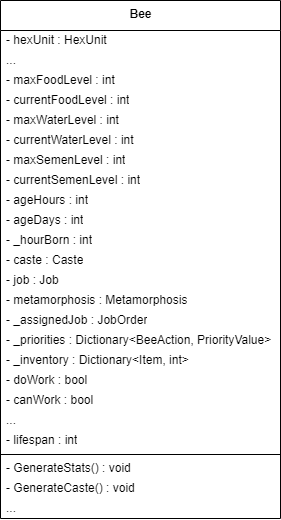 Bee
- hexUnit : HexUnit
...
- maxFoodLevel : int
- currentFoodLevel : int
- maxWaterLevel : int
- currentWaterLevel : int
- maxSemenLevel : int
- currentSemenLevel : int
- ageHours : int
- ageDays : int
- _hourBorn : int
- caste : Caste
- job : Job
- metamorphosis : Metamorphosis
- _assignedJob : JobOrder
- _priorities : Dictionary<BeeAction, PriorityValue>
- _inventory : Dictionary<Item, int>
- doWork : bool
- canWork : bool
...
- lifespan : int
- GenerateStats() : void
- GenerateCaste() : void
...